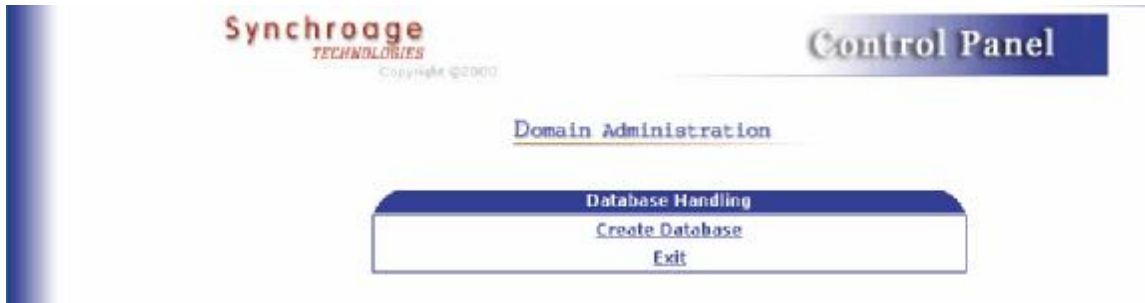 Synchroage
TECHNOLOGIES
Copyright ©2000
Control Panel
Domain Administration
Database Handling
Create Database
Exit